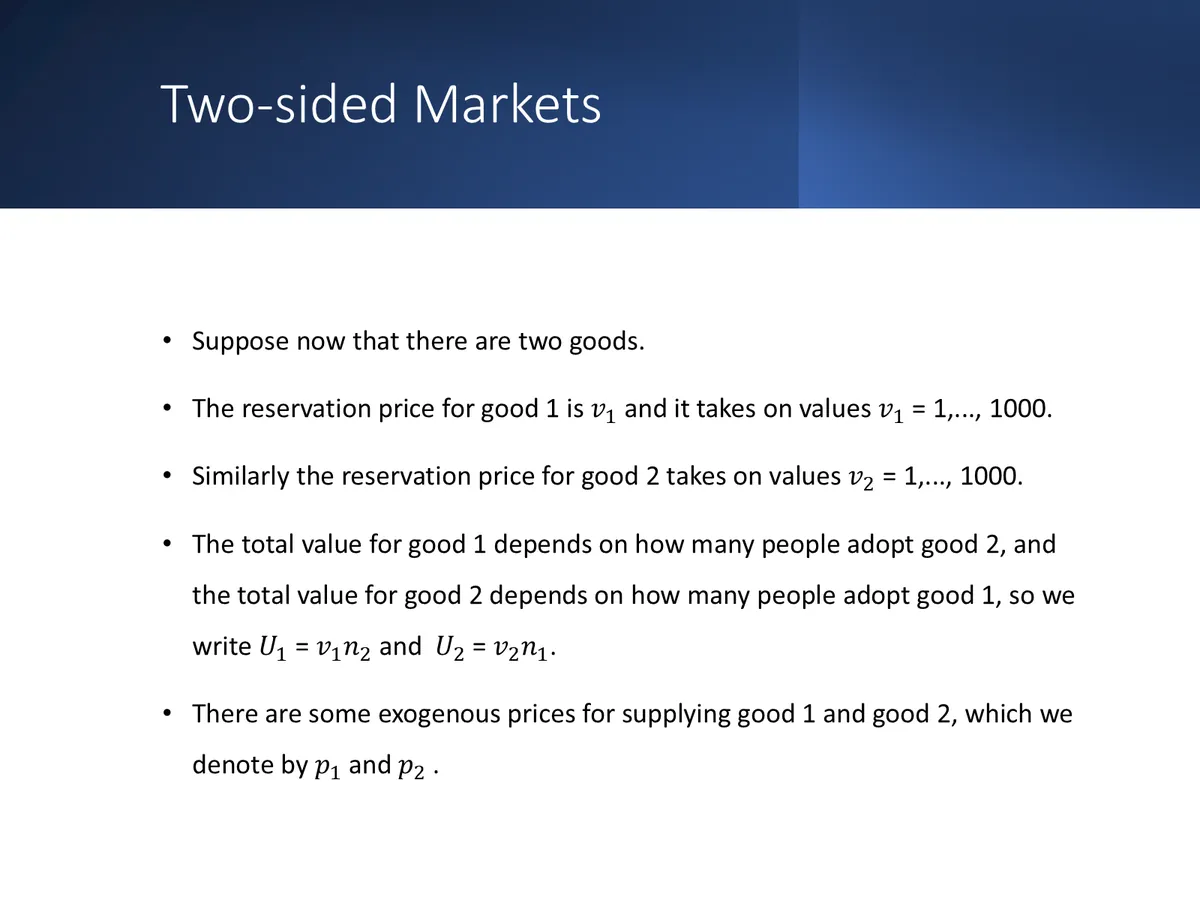 Two-sided Markets
• Suppose now that there are two goods.
• The reservation price for good 1 is 𝑣₁ and it takes on values 𝑣₁ = 1,..., 1000.
• Similarly the reservation price for good 2 takes on values 𝑣₂ = 1,..., 1000.
• The total value for good 1 depends on how many people adopt good 2, and
the total value for good 2 depends on how many people adopt good 1, so we
write 𝑈₁ = 𝑣₁𝑛₂ and 𝑈₂ = 𝑣₂𝑛₁.
• There are some exogenous prices for supplying good 1 and good 2, which we
denote by 𝑝₁ and 𝑝₂ .